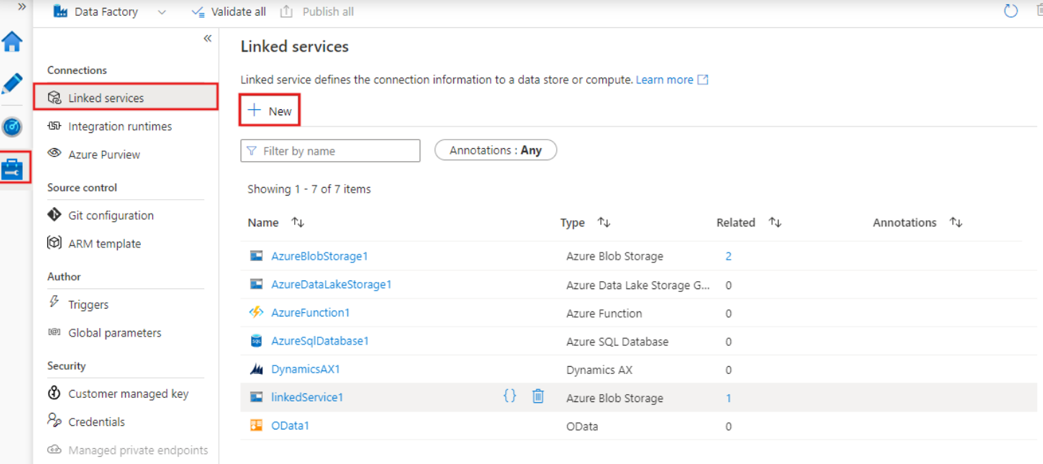 Data Factory
Validate all
Publish all
Connections
Linked services
Integration runtimes
Azure Purview
Source control
Git configuration
ARM template
Author
Triggers
Global parameters
Security
Customer managed key
Credentials
Managed private endpoints
Linked services
Linked service defines the connection information to a data store or compute. Learn more
+ New
Filter by name
Annotations : Any
Showing 1 - 7 of 7 items
Name Type Related Annotations
AzureBlobStorage1 Azure Blob Storage 2
AzureDataLakeStorage1 Azure Data Lake Storage G... 0
AzureFunction1 Azure Function 0
AzureSqlDatabase1 Azure SQL Database 0
DynamicsAX1 Dynamics AX 0
linkedService1 {} Azure Blob Storage 1
OData1 OData 0